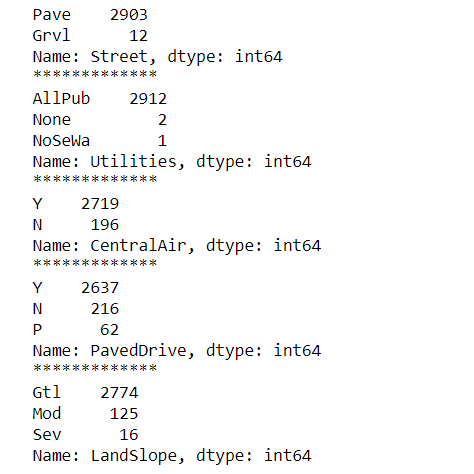 Pave    2903
Grvl      12
Name: Street, dtype: int64
*************
AllPub    2912
None         2
NoSeWa       1
Name: Utilities, dtype: int64
*************
Y    2719
N     196
Name: CentralAir, dtype: int64
*************
Y    2637
N     216
P      62
Name: PavedDrive, dtype: int64
*************
Gtl    2774
Mod     125
Sev      16
Name: LandSlope, dtype: int64